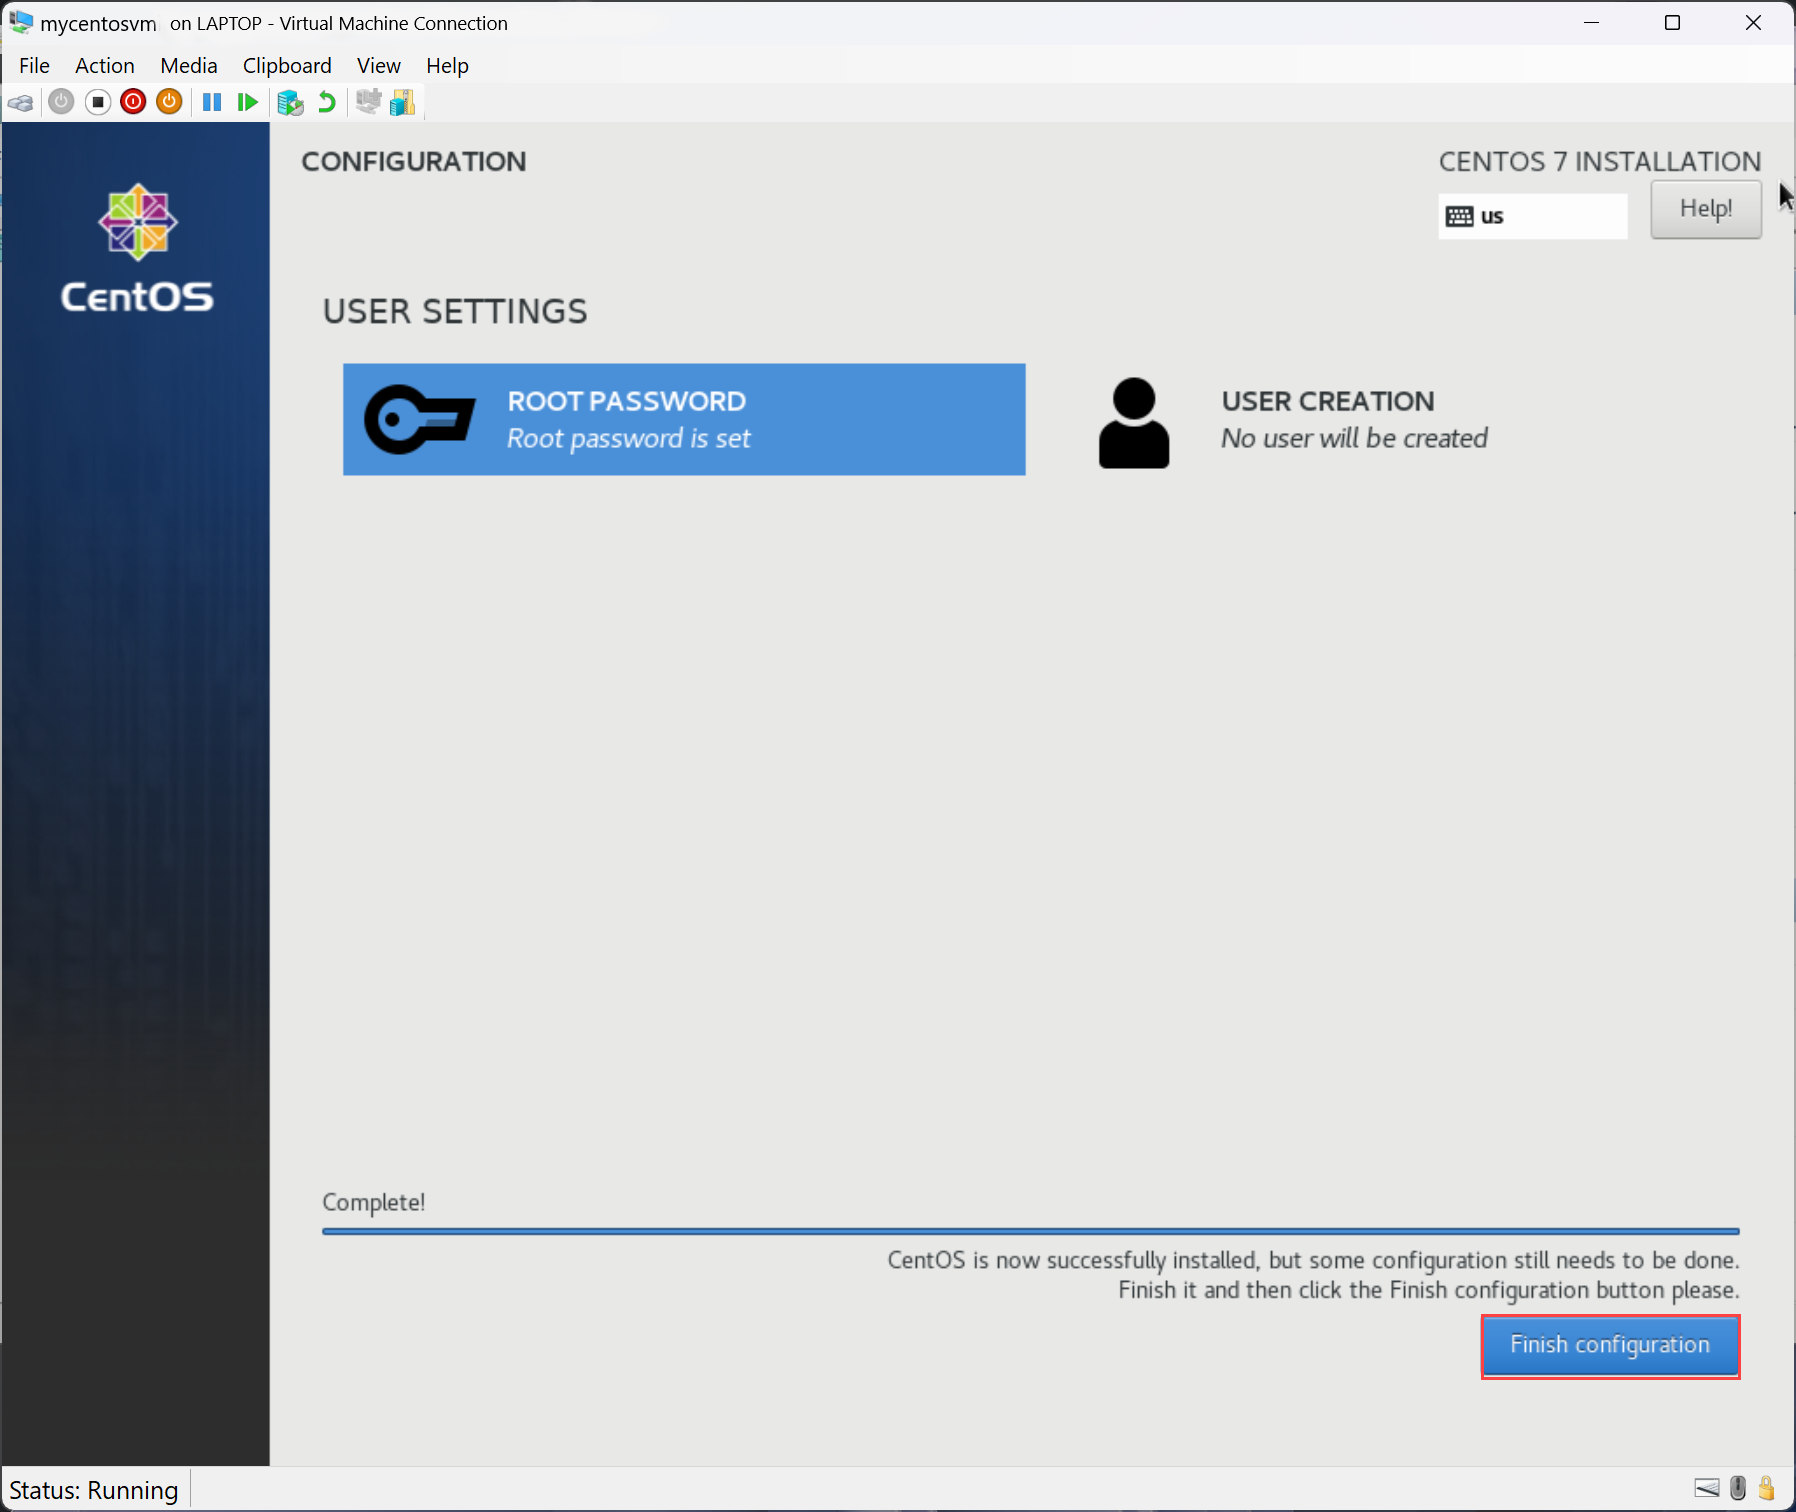 mycentosvm on LAPTOP - Virtual Machine Connection
File Action Media Clipboard View Help
CentOS
CONFIGURATION
CENTOS 7 INSTALLATION
us
Help!
USER SETTINGS
ROOT PASSWORD
Root password is set
USER CREATION
No user will be created
Complete!
CentOS is now successfully installed, but some configuration still needs to be done.
Finish it and then click the Finish configuration button please.
Finish configuration
Status: Running